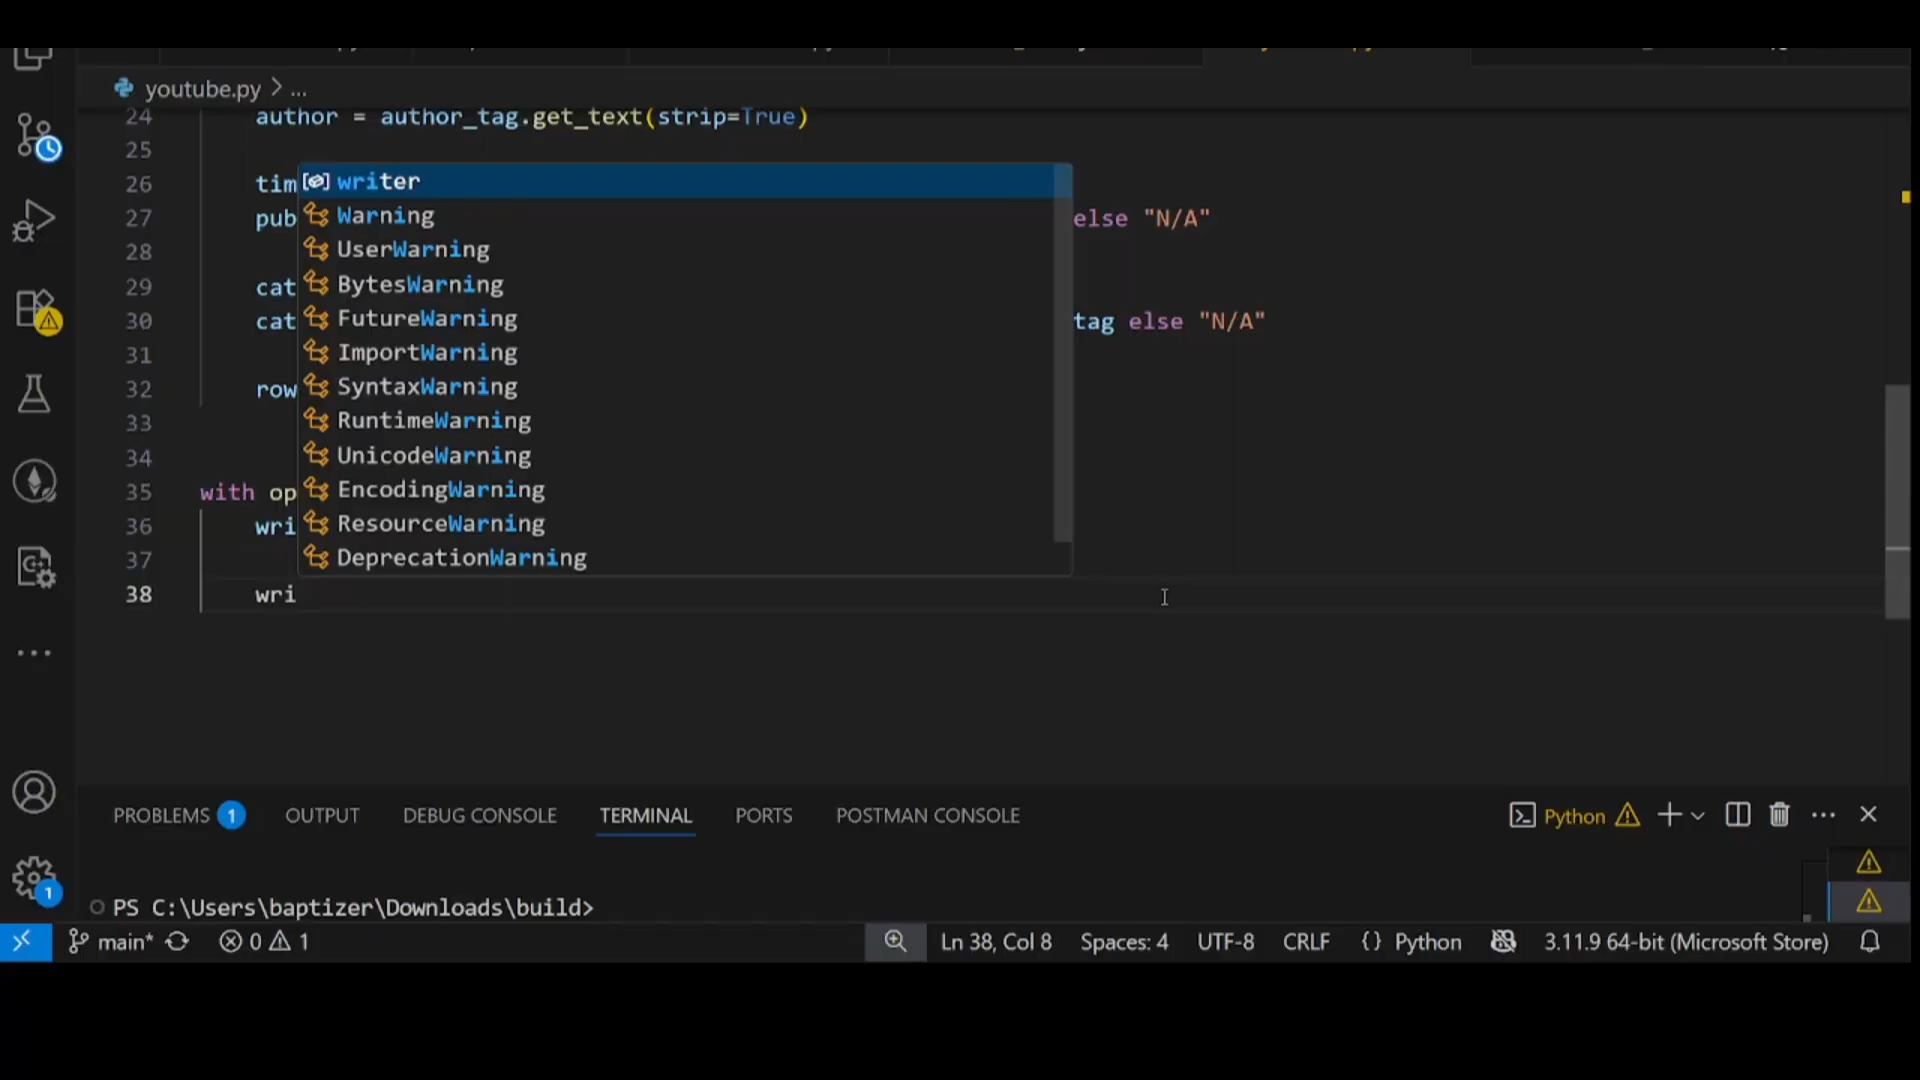 youtube.py > ...
24 author = author_tag.get_text(strip=True)
25
26 tim
27 pub else "N/A"
28
29 cat
30 cat tag else "N/A"
31
32 row
33
34
35 with op
36 wri
37
38 wri
writer
Warning
UserWarning
BytesWarning
FutureWarning
ImportWarning
SyntaxWarning
RuntimeWarning
UnicodeWarning
EncodingWarning
ResourceWarning
DeprecationWarning
PROBLEMS 1 OUTPUT DEBUG CONSOLE TERMINAL PORTS POSTMAN CONSOLE Python
1
PS C:\Users\baptizer\Downloads\build>
main* 0 1 Ln 38, Col 8 Spaces: 4 UTF-8 CRLF {} Python 3.11.9 64-bit (Microsoft Store)